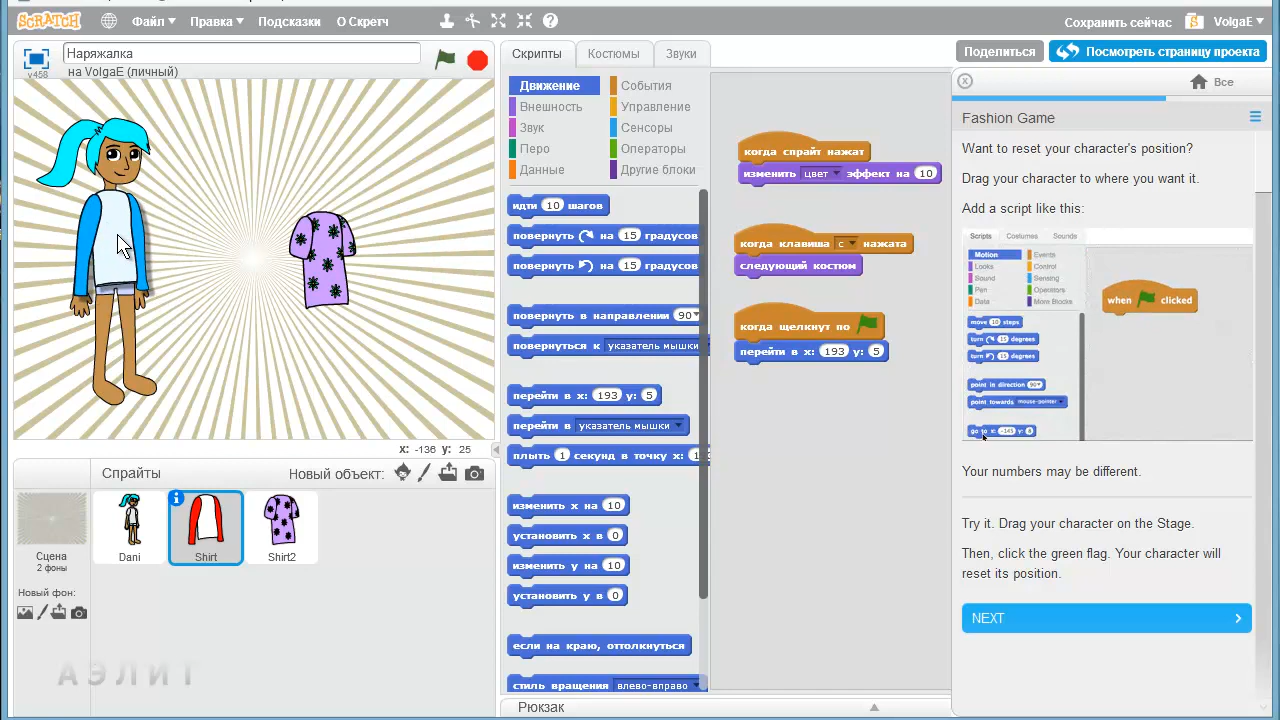 SCRATCH
Файл
Правка
Подсказки
О Скретч
Сохранить сейчас
VolgaE
v458
Наряжалка
на VolgaE (личный)
Скрипты
Костюмы
Звуки
Поделиться
Посмотреть страницу проекта
Движение
События
Внешность
Управление
Звук
Сенсоры
Перо
Операторы
Данные
Другие блоки
идти 10 шагов
повернуть на 15 градусов
повернуть на 15 градусов
повернуть в направлении 90
повернуться к указатель мышки
перейти в x: 193 y: 5
перейти в указатель мышки
плыть 1 секунд в точку x:
изменить x на 10
установить x в 0
изменить y на 10
установить y в 0
если на краю, оттолкнуться
стиль вращения влево-вправо
когда спрайт нажат
изменить цвет эффект на 10
когда клавиша c нажата
следующий костюм
когда щелкнут по
перейти в x: 193 y: 5
x: -136 y: 25
Спрайты
Новый объект:
Сцена
2 фоны
Новый фон:
Dani
Shirt
Shirt2
АЭЛИТ
Рюкзак
Все
Fashion Game
Want to reset your character's position?
Drag your character to where you want it.
Add a script like this:
Scripts
Costumes
Sounds
Motion
Events
Looks
Control
Sound
Sensing
Pen
Operators
Data
More Blocks
move 10 steps
turn 15 degrees
turn 15 degrees
point in direction 90
point towards mouse-pointer
go to x: -145 y:
when clicked
Your numbers may be different.
Try it. Drag your character on the Stage.
Then, click the green flag. Your character will
reset its position.
NEXT